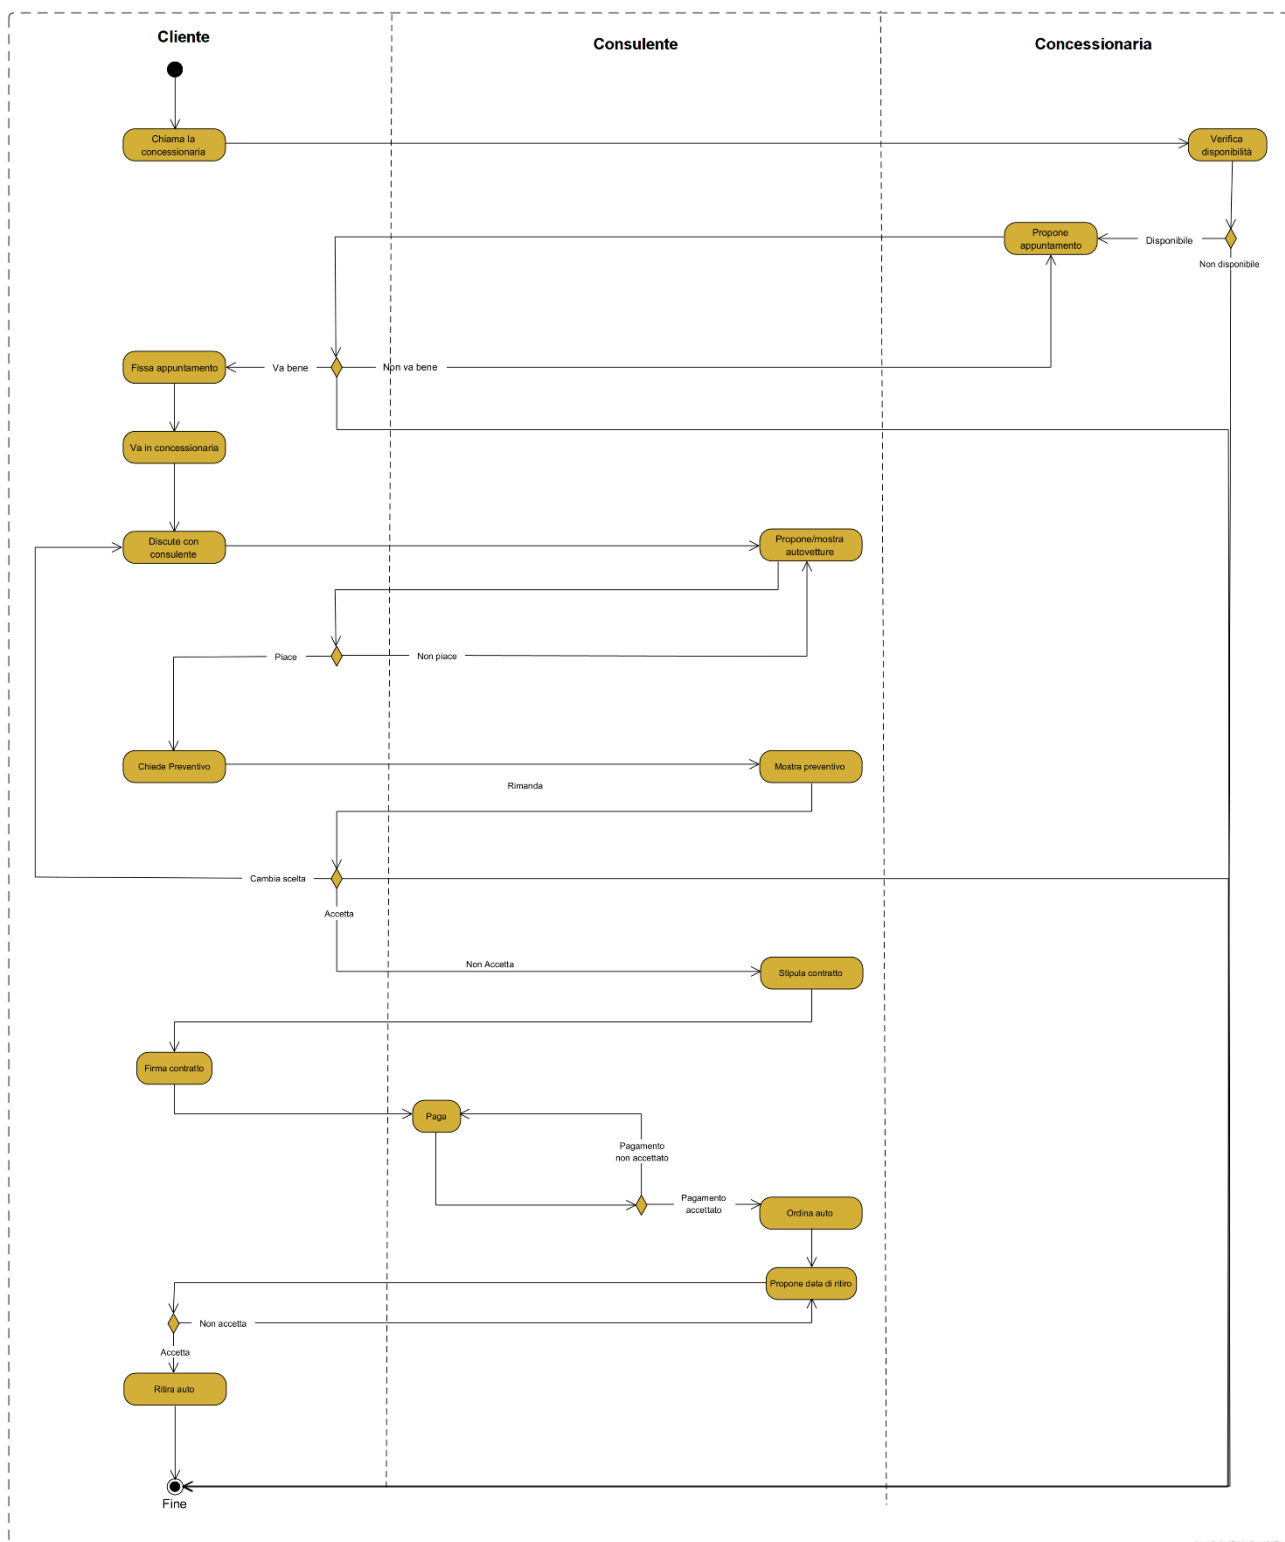 Cliente
Consulente
Concessionaria
Chiama la
concessionaria
Verifica
disponibilità
Propone
appuntamento
Disponibile
Non disponibile
Fissa appuntamento
Va bene
Non va bene
Va in concessionaria
Discute con
consulente
Propone/mostra
autovetture
Piace
Non piace
Chiede Preventivo
Mostra preventivo
Rimanda
Cambia scelta
Accetta
Non Accetta
Stipula contratto
Firma contratto
Paga
Pagamento
non accettato
Pagamento
accettato
Ordina auto
Propone data di ritiro
Non accetta
Accetta
Ritira auto
Fine